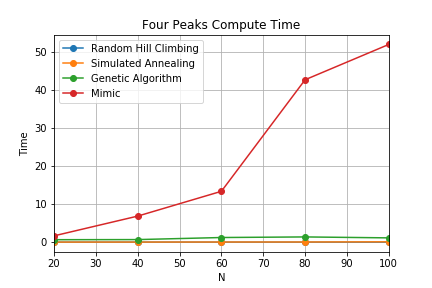 Four Peaks Compute Time
Random Hill Climbing
Simulated Annealing
Genetic Algorithm
Mimic
50
40
30
20
10
0
Time
20 30 40 50 60 70 80 90 100
N